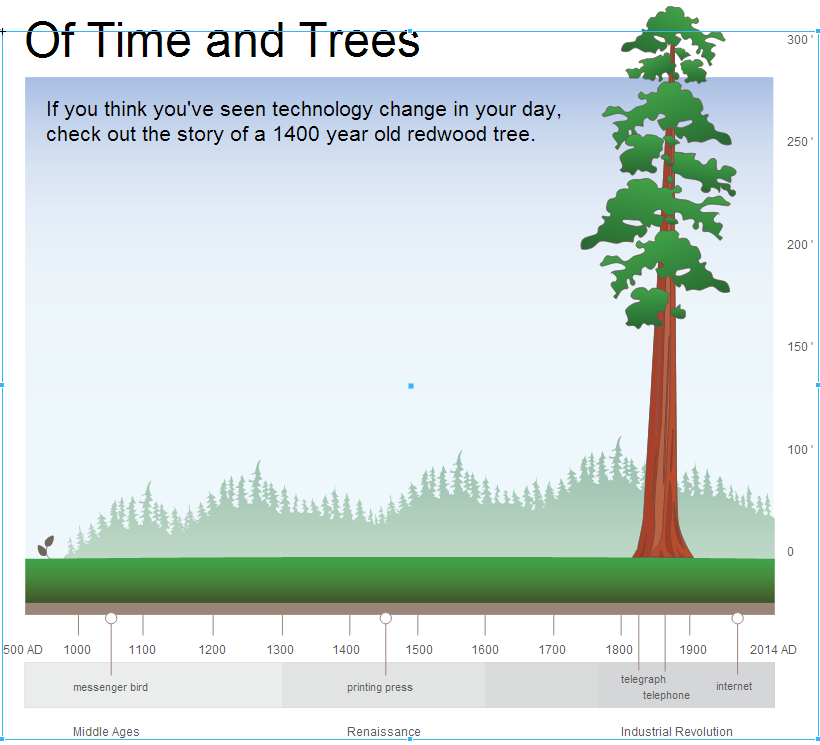 Of Time and Trees
If you think you've seen technology change in your day,
check out the story of a 1400 year old redwood tree.
300 '
250 '
200 '
150 '
100 '
0
500 AD 1000 1100 1200 1300 1400 1500 1600 1700 1800 1900 2014 AD
messenger bird
printing press
telegraph
telephone
internet
Middle Ages
Renaissance
Industrial Revolution